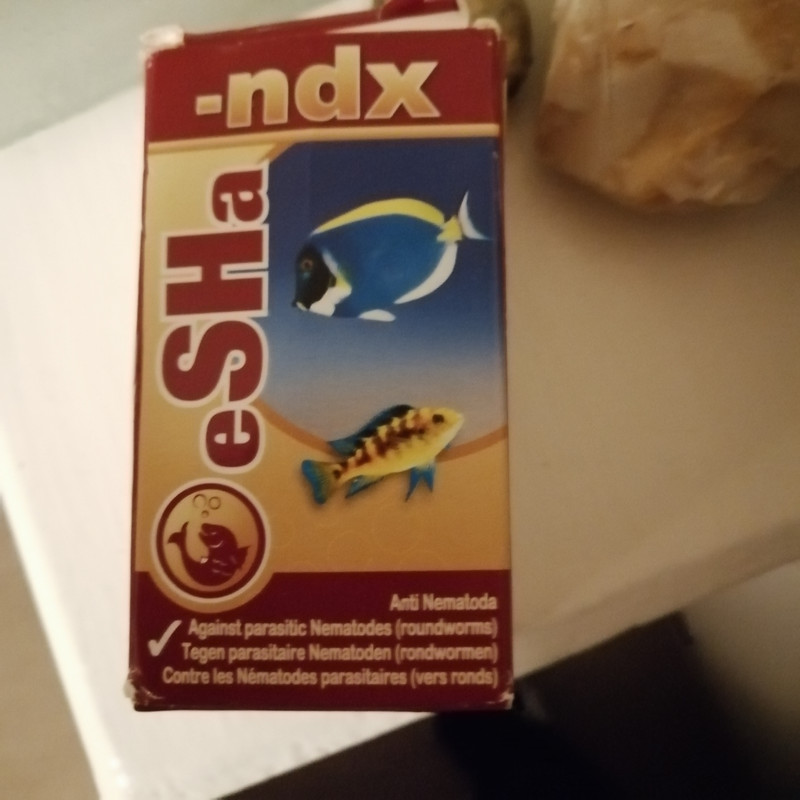 -ndx
eSHa
Anti Nematoda
Against parasitic Nematodes (roundworms)
Tegen parasitaire Nematoden (rondwormen)
Contre les Nématodes parasitaires (vers ronds)